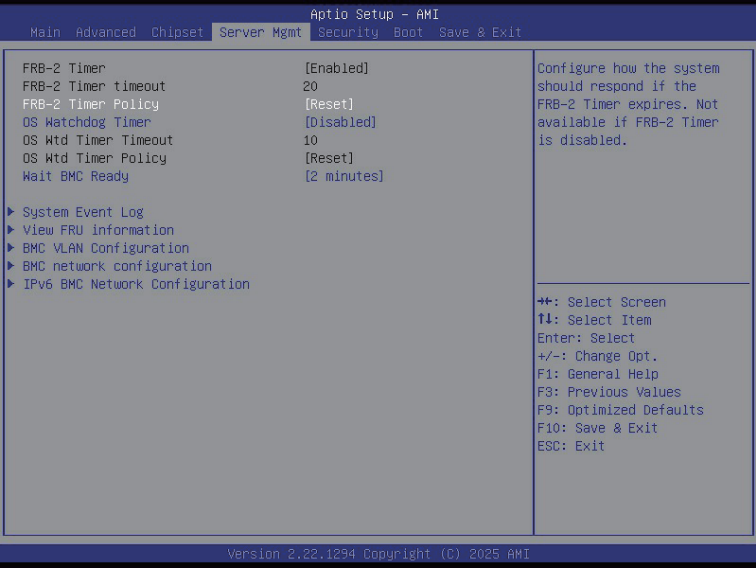 Aptio Setup - AMI
Main Advanced Chipset Server Mgmt Security Boot Save & Exit
FRB-2 Timer [Enabled]
FRB-2 Timer timeout 20
FRB-2 Timer Policy [Reset]
OS Watchdog Timer [Disabled]
OS Wtd Timer Timeout 10
OS Wtd Timer Policy [Reset]
Wait BMC Ready [2 minutes]
System Event Log
View FRU information
BMC VLAN Configuration
BMC network configuration
IPv6 BMC Network Configuration
Configure how the system
should respond if the
FRB-2 Timer expires. Not
available if FRB-2 Timer
is disabled.
→←: Select Screen
↑↓: Select Item
Enter: Select
+/-: Change Opt.
F1: General Help
F3: Previous Values
F9: Optimized Defaults
F10: Save & Exit
ESC: Exit
Version 2.22.1294 Copyright (C) 2025 AMI